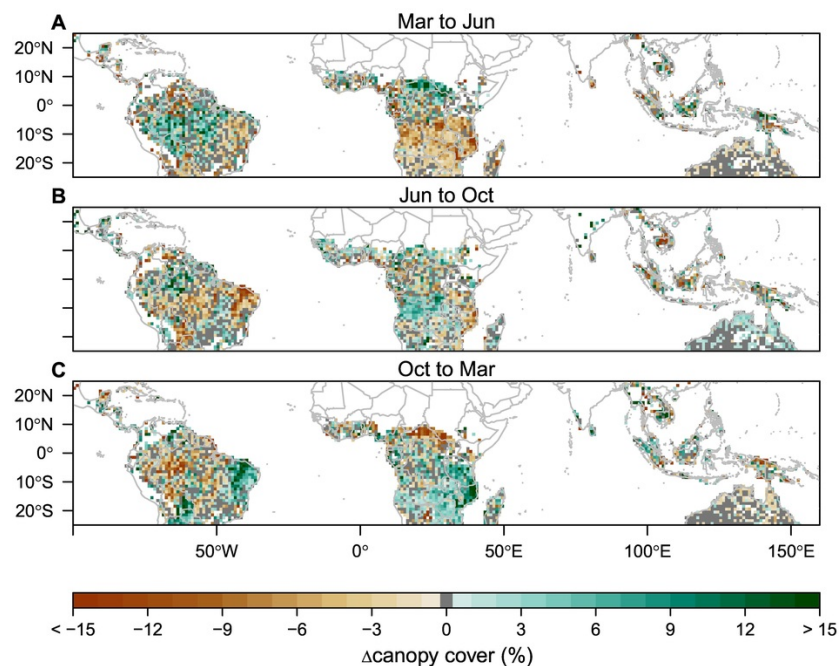 A
Mar to Jun
20°N
10°N
0°
10°S
20°S
B
Jun to Oct
C
Oct to Mar
20°N
10°N
0°
10°S
20°S
50°W 0° 50°E 100°E 150°E
< −15 −12 −9 −6 −3 0 3 6 9 12 > 15
Δcanopy cover (%)